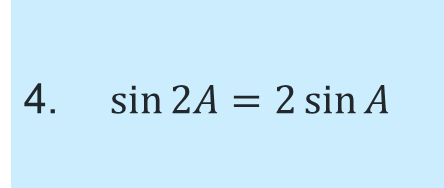 4. sin 2A = 2 sin A